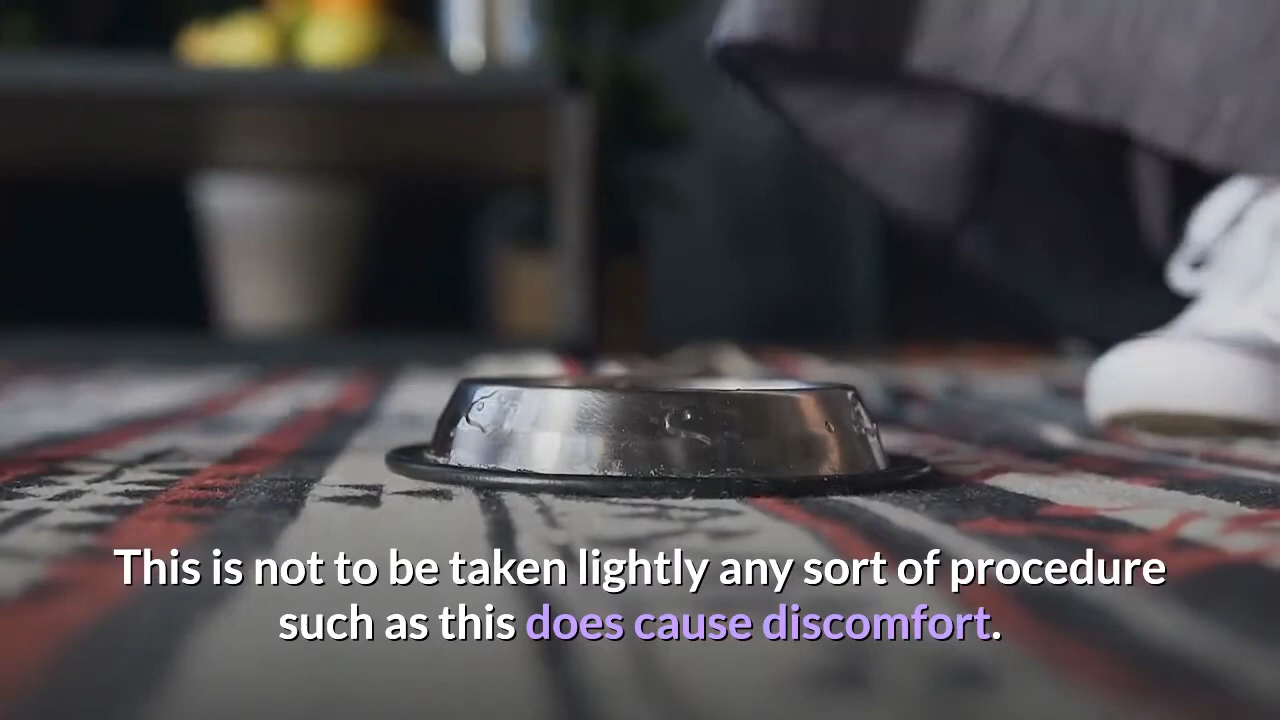 This is not to be taken lightly any sort of procedure
such as this does cause discomfort.